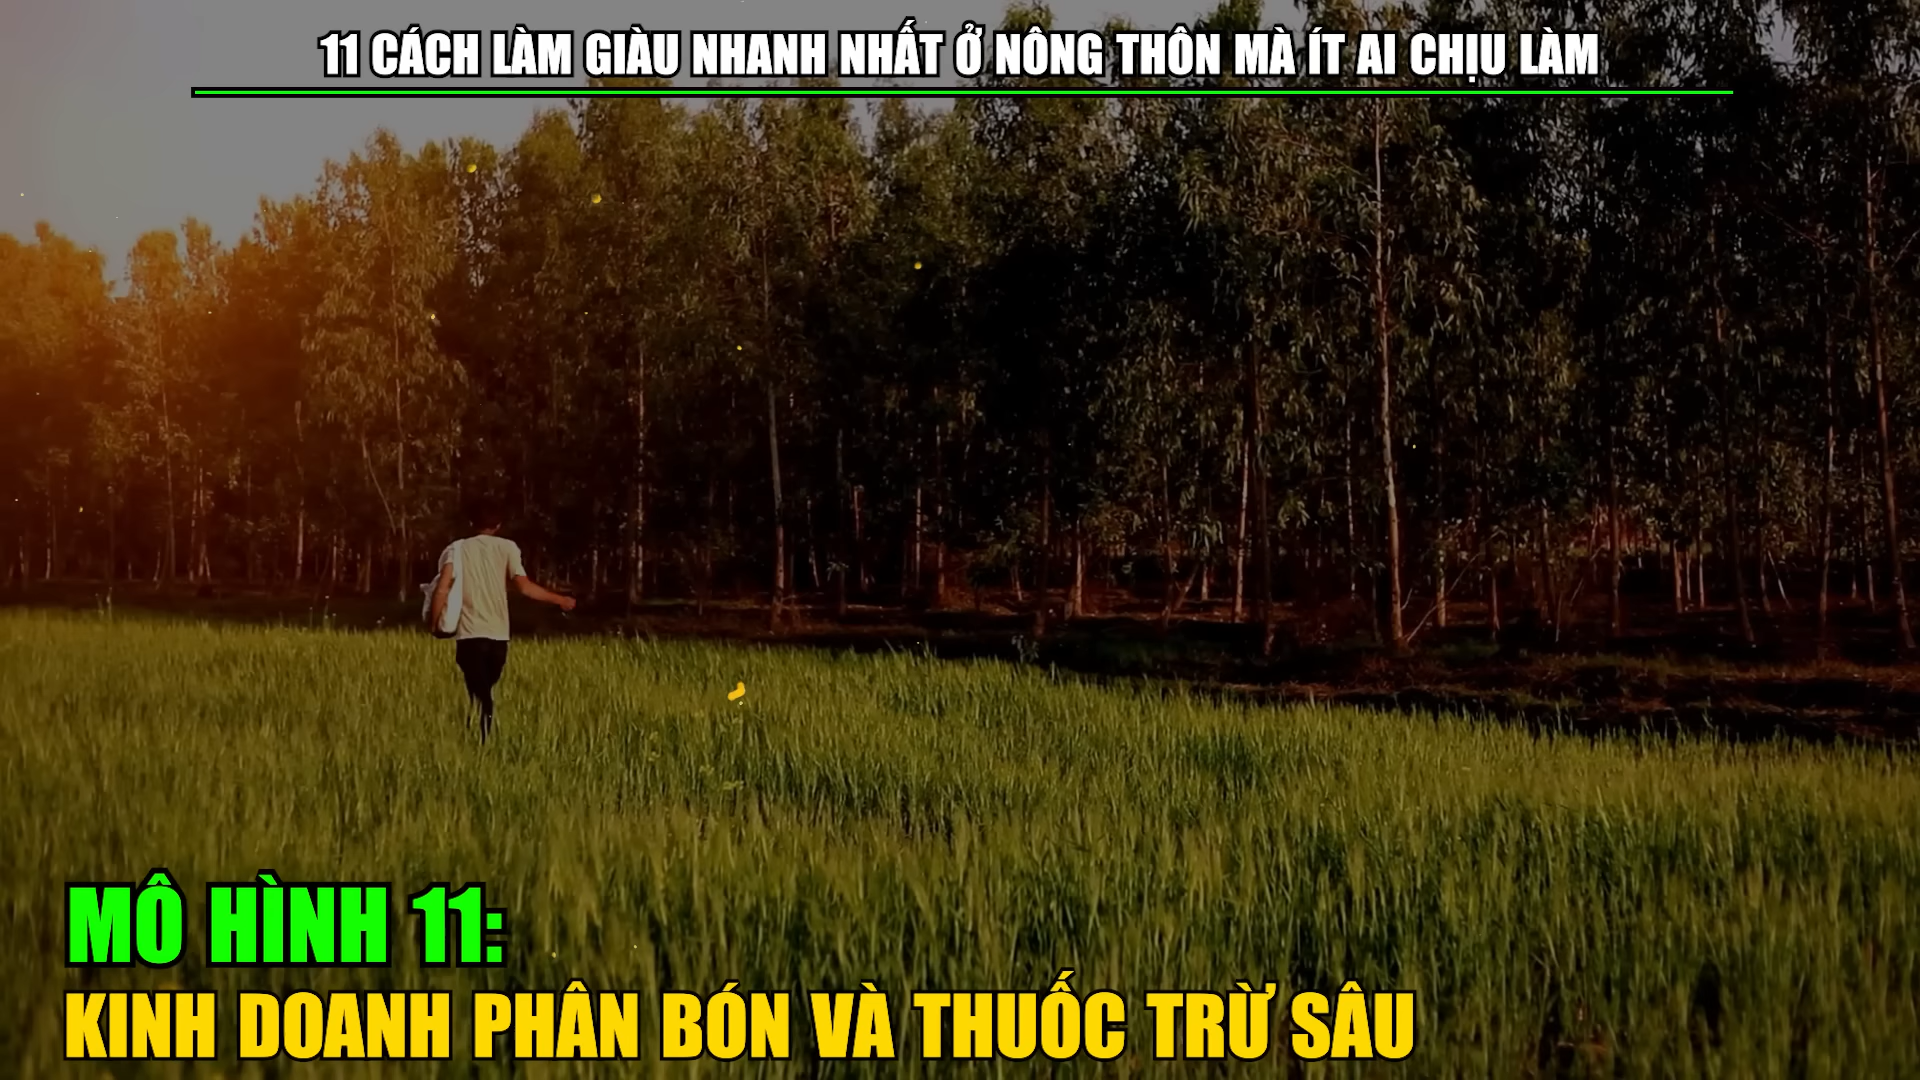 11 CÁCH LÀM GIÀU NHANH NHẤT Ở NÔNG THÔN MÀ ÍT AI CHỊU LÀM
MÔ HÌNH 11:
KINH DOANH PHÂN BÓN VÀ THUỐC TRỪ SÂU